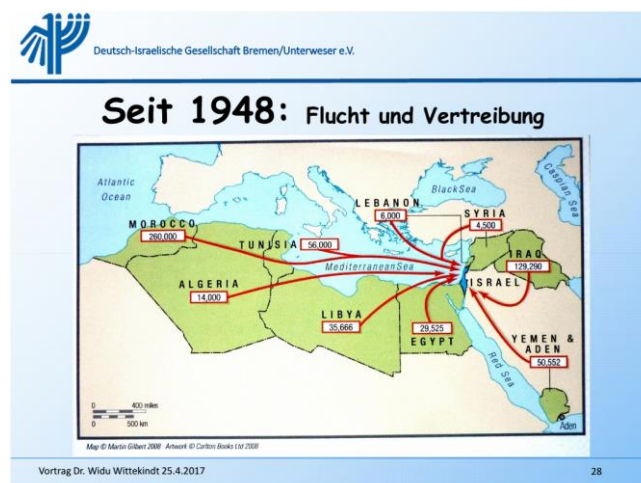 Deutsch-Israelische Gesellschaft Bremen/Unterweser e.V.
Seit 1948: Flucht und Vertreibung
Atlantic
Ocean
Black Sea
Caspian Sea
LEBANON
6,000
SYRIA
4,500
MOROCCO
260,000
TUNISIA
56,000
IRAQ
129,290
Mediterranean Sea
ISRAEL
ALGERIA
14,000
LIBYA
35,666
29,525
EGYPT
YEMEN &
ADEN
50,552
Red Sea
0 400 miles
0 500 km
Aden
Map © Martin Gilbert 2008 Artwork © Carlton Books Ltd 2008
Vortrag Dr. Widu Wittekindt 25.4.2017
28